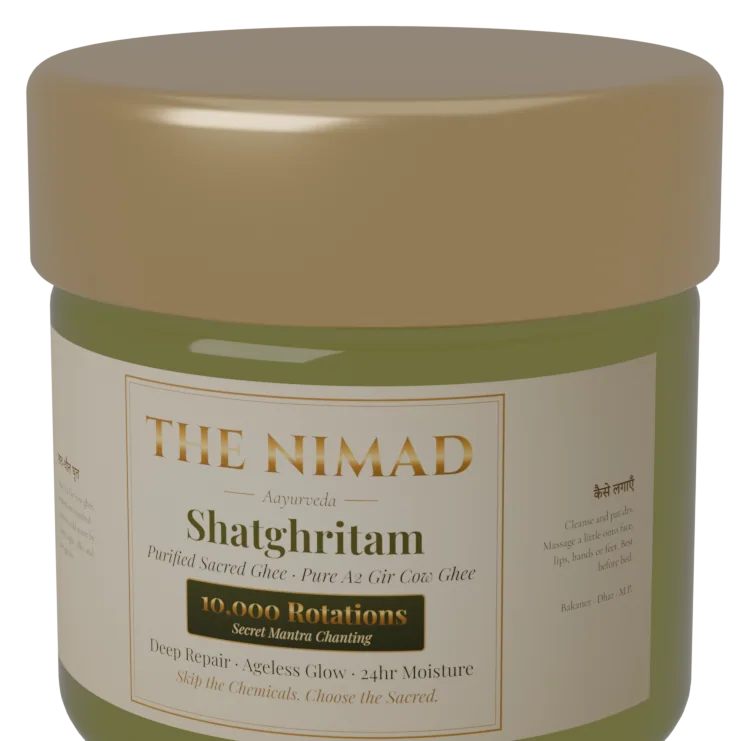 THE NIMAD
Aayurveda
Shatghritam
Purified Sacred Ghee · Pure A2 Gir Cow Ghee
10.000 Rotations
Secret Mantra Chanting
Deep Repair · Ageless Glow · 24hr Moisture
Skip the Chemicals. Choose the Sacred.
कैसे लगाएँ
Cleanse and pat dry.
Massage a little onto face,
lips, hands or feet. Best
before bed.
Bakaner · Dhar · M.P.